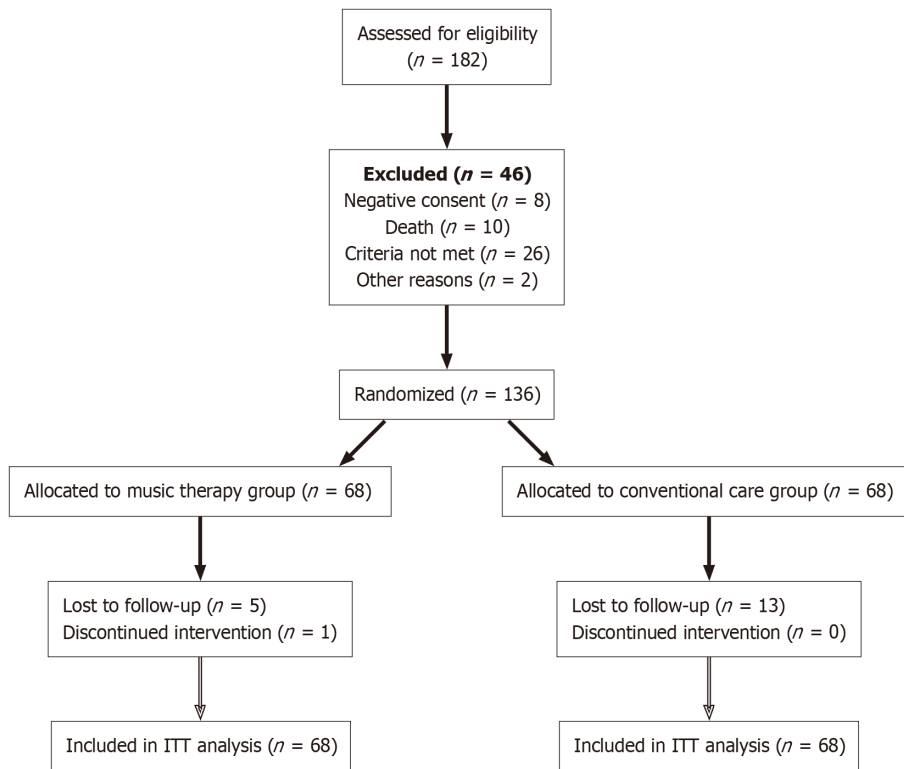 Assessed for eligibility
(n = 182)
Excluded (n = 46)
Negative consent (n = 8)
Death (n = 10)
Criteria not met (n = 26)
Other reasons (n = 2)
Randomized (n = 136)
Allocated to music therapy group (n = 68)
Allocated to conventional care group (n = 68)
Lost to follow-up (n = 5)
Discontinued intervention (n = 1)
Lost to follow-up (n = 13)
Discontinued intervention (n = 0)
Included in ITT analysis (n = 68)
Included in ITT analysis (n = 68)